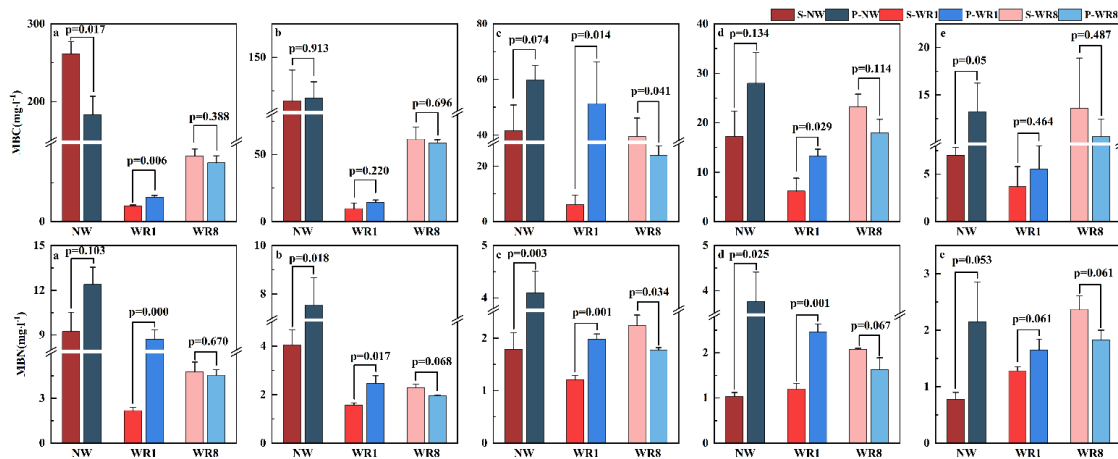 S-NW P-NW S-WR1 P-WR1 S-WR8 P-WR8
MBC(mg·l⁻¹)
a
300
200
0
p=0.017
p=0.006
p=0.388
NW WR1 WR8
b
150
50
0
p=0.913
p=0.220
p=0.696
NW WR1 WR8
c
80
60
40
20
0
p=0.074
p=0.014
p=0.041
NW WR1 WR8
d
40
30
20
10
0
p=0.134
p=0.029
p=0.114
NW WR1 WR8
e
20
15
10
5
0
p=0.05
p=0.464
p=0.487
NW WR1 WR8
MBN(mg·l⁻¹)
a
15
12
9
3
0
p=0.103
p=0.000
p=0.670
NW WR1 WR8
b
8
6
4
2
0
p=0.018
p=0.017
p=0.068
NW WR1 WR8
c
5
4
2
1
0
p=0.003
p=0.001
p=0.034
NW WR1 WR8
d
5
4
2
1
0
p=0.025
p=0.001
p=0.067
NW WR1 WR8
e
3
2
1
0
p=0.053
p=0.061
p=0.061
NW WR1 WR8